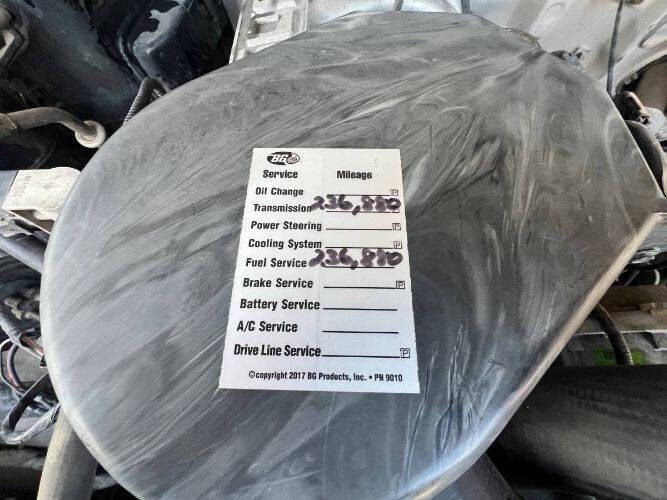 BG
Service Mileage
Oil Change P
Transmission 236,880
Power Steering P
Cooling System P
Fuel Service 236,880
Brake Service P
Battery Service
A/C Service
Drive Line Service P
©copyright 2017 BG Products, Inc. • PN 9010